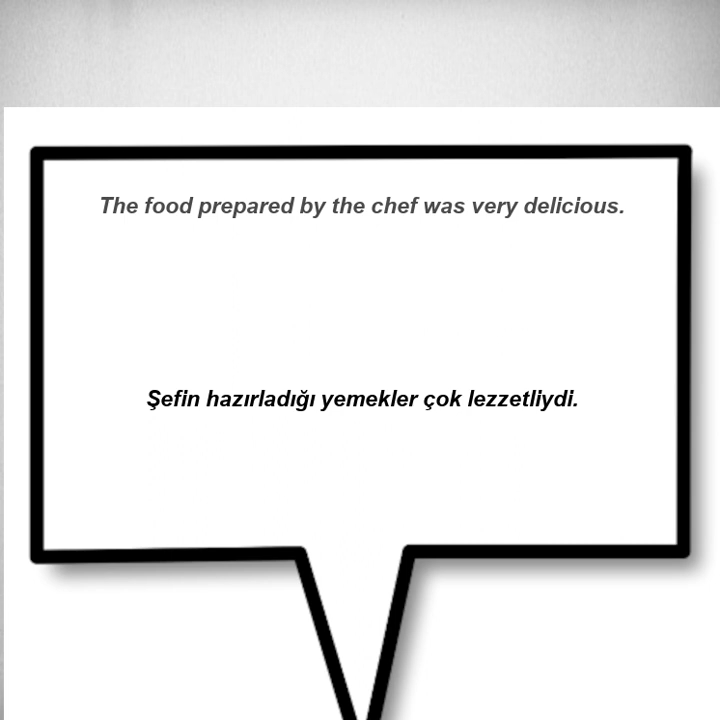 The food prepared by the chef was very delicious.
Şefin hazırladığı yemekler çok lezzetliydi.